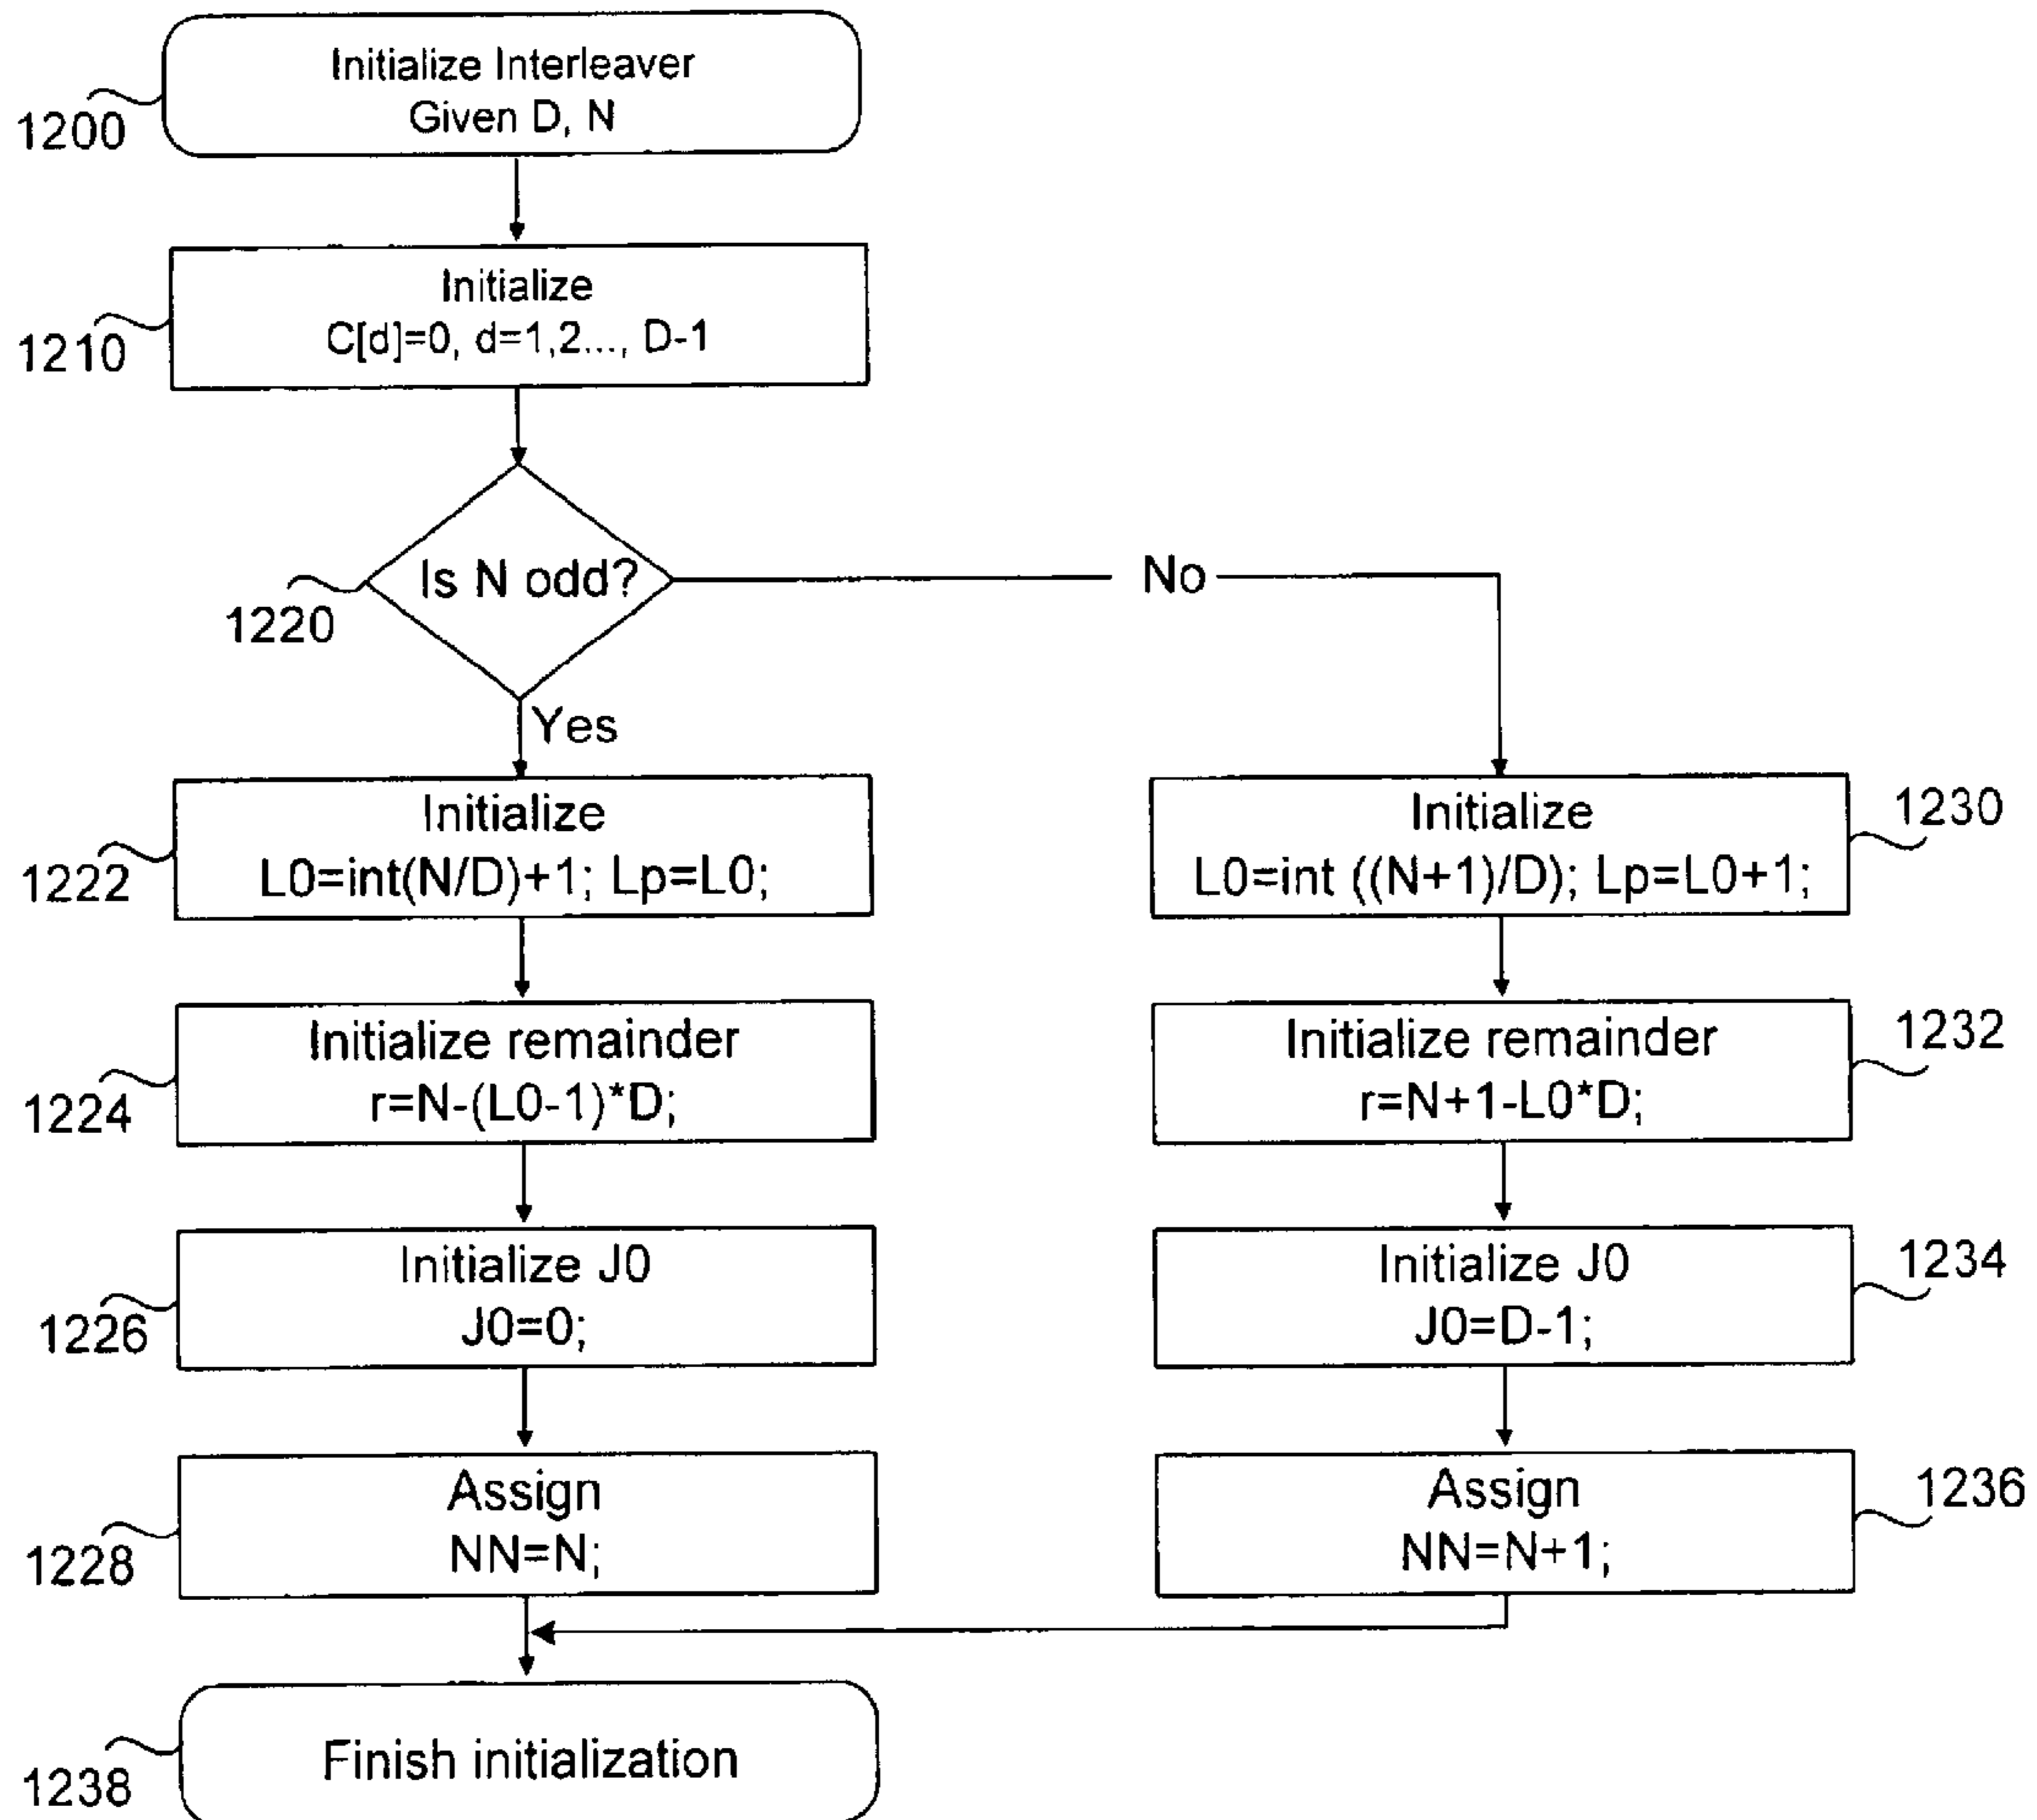 Initialize Interleaver
Given D, N
1200
Initialize
C[d]=0, d=1,2..., D-1
1210
Is N odd?
1220
No
Yes
Initialize
L0=int(N/D)+1; Lp=L0;
1222
Initialize
L0=int ((N+1)/D); Lp=L0+1;
1230
Initialize remainder
r=N-(L0-1)*D;
1224
Initialize remainder
r=N+1-L0*D;
1232
Initialize J0
J0=0;
1226
Initialize J0
J0=D-1;
1234
Assign
NN=N;
1228
Assign
NN=N+1;
1236
Finish initialization
1238